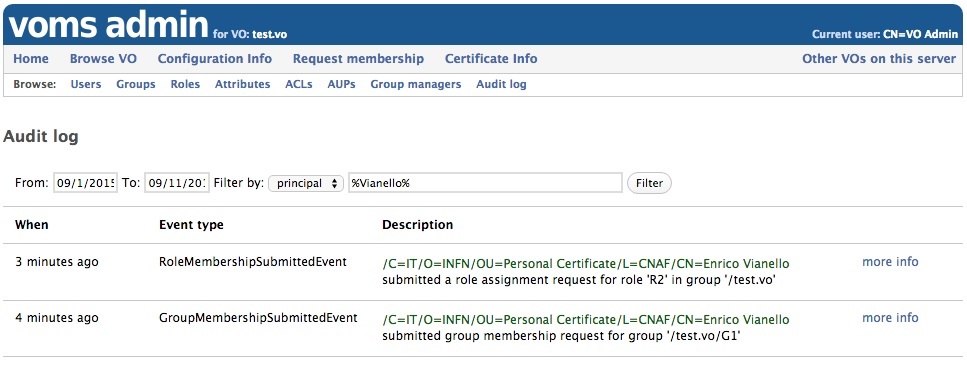 voms admin for VO: test.vo Current user: CN=VO Admin
Home Browse VO Configuration Info Request membership Certificate Info Other VOs on this server
Browse: Users Groups Roles Attributes ACLs AUPs Group managers Audit log
Audit log
From: 09/1/2015 To: 09/11/20 Filter by: principal %Vianello% Filter
When Event type Description
3 minutes ago RoleMembershipSubmittedEvent /C=IT/O=INFN/OU=Personal Certificate/L=CNAF/CN=Enrico Vianello more info
submitted a role assignment request for role 'R2' in group '/test.vo'
4 minutes ago GroupMembershipSubmittedEvent /C=IT/O=INFN/OU=Personal Certificate/L=CNAF/CN=Enrico Vianello more info
submitted group membership request for group '/test.vo/G1'